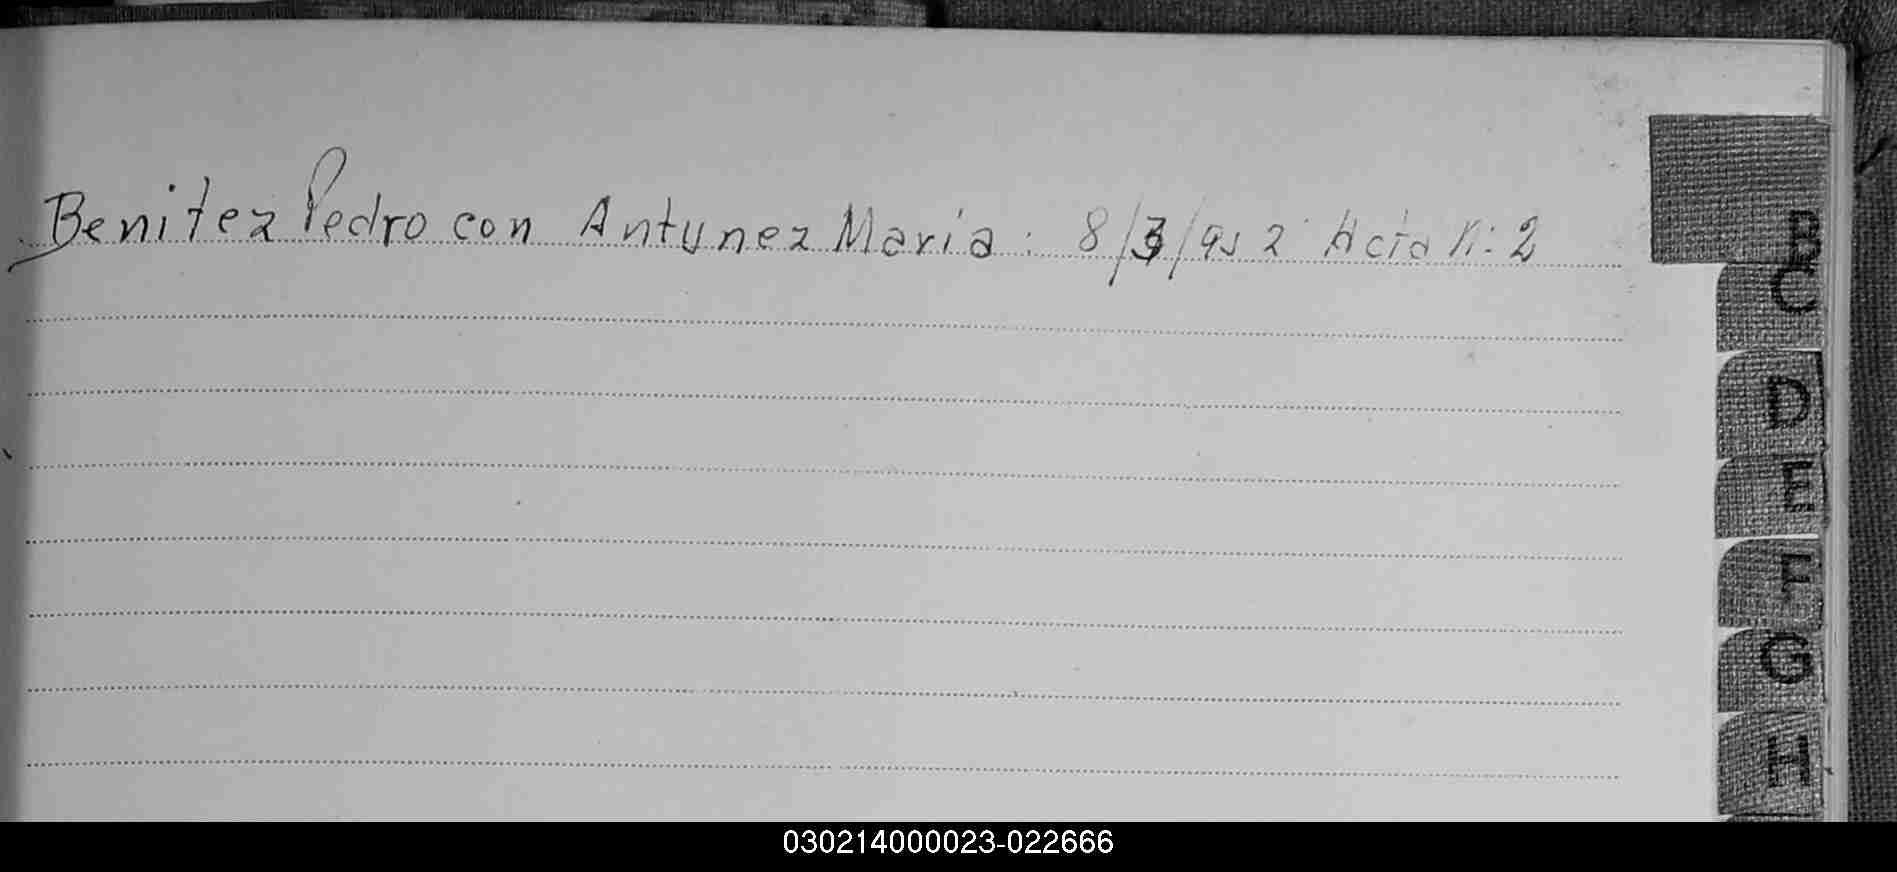 Benitez Pedro con Antunez Maria: 8/3/952 Acta N: 2
B
C
D
E
F
G
H
030214000023-022666